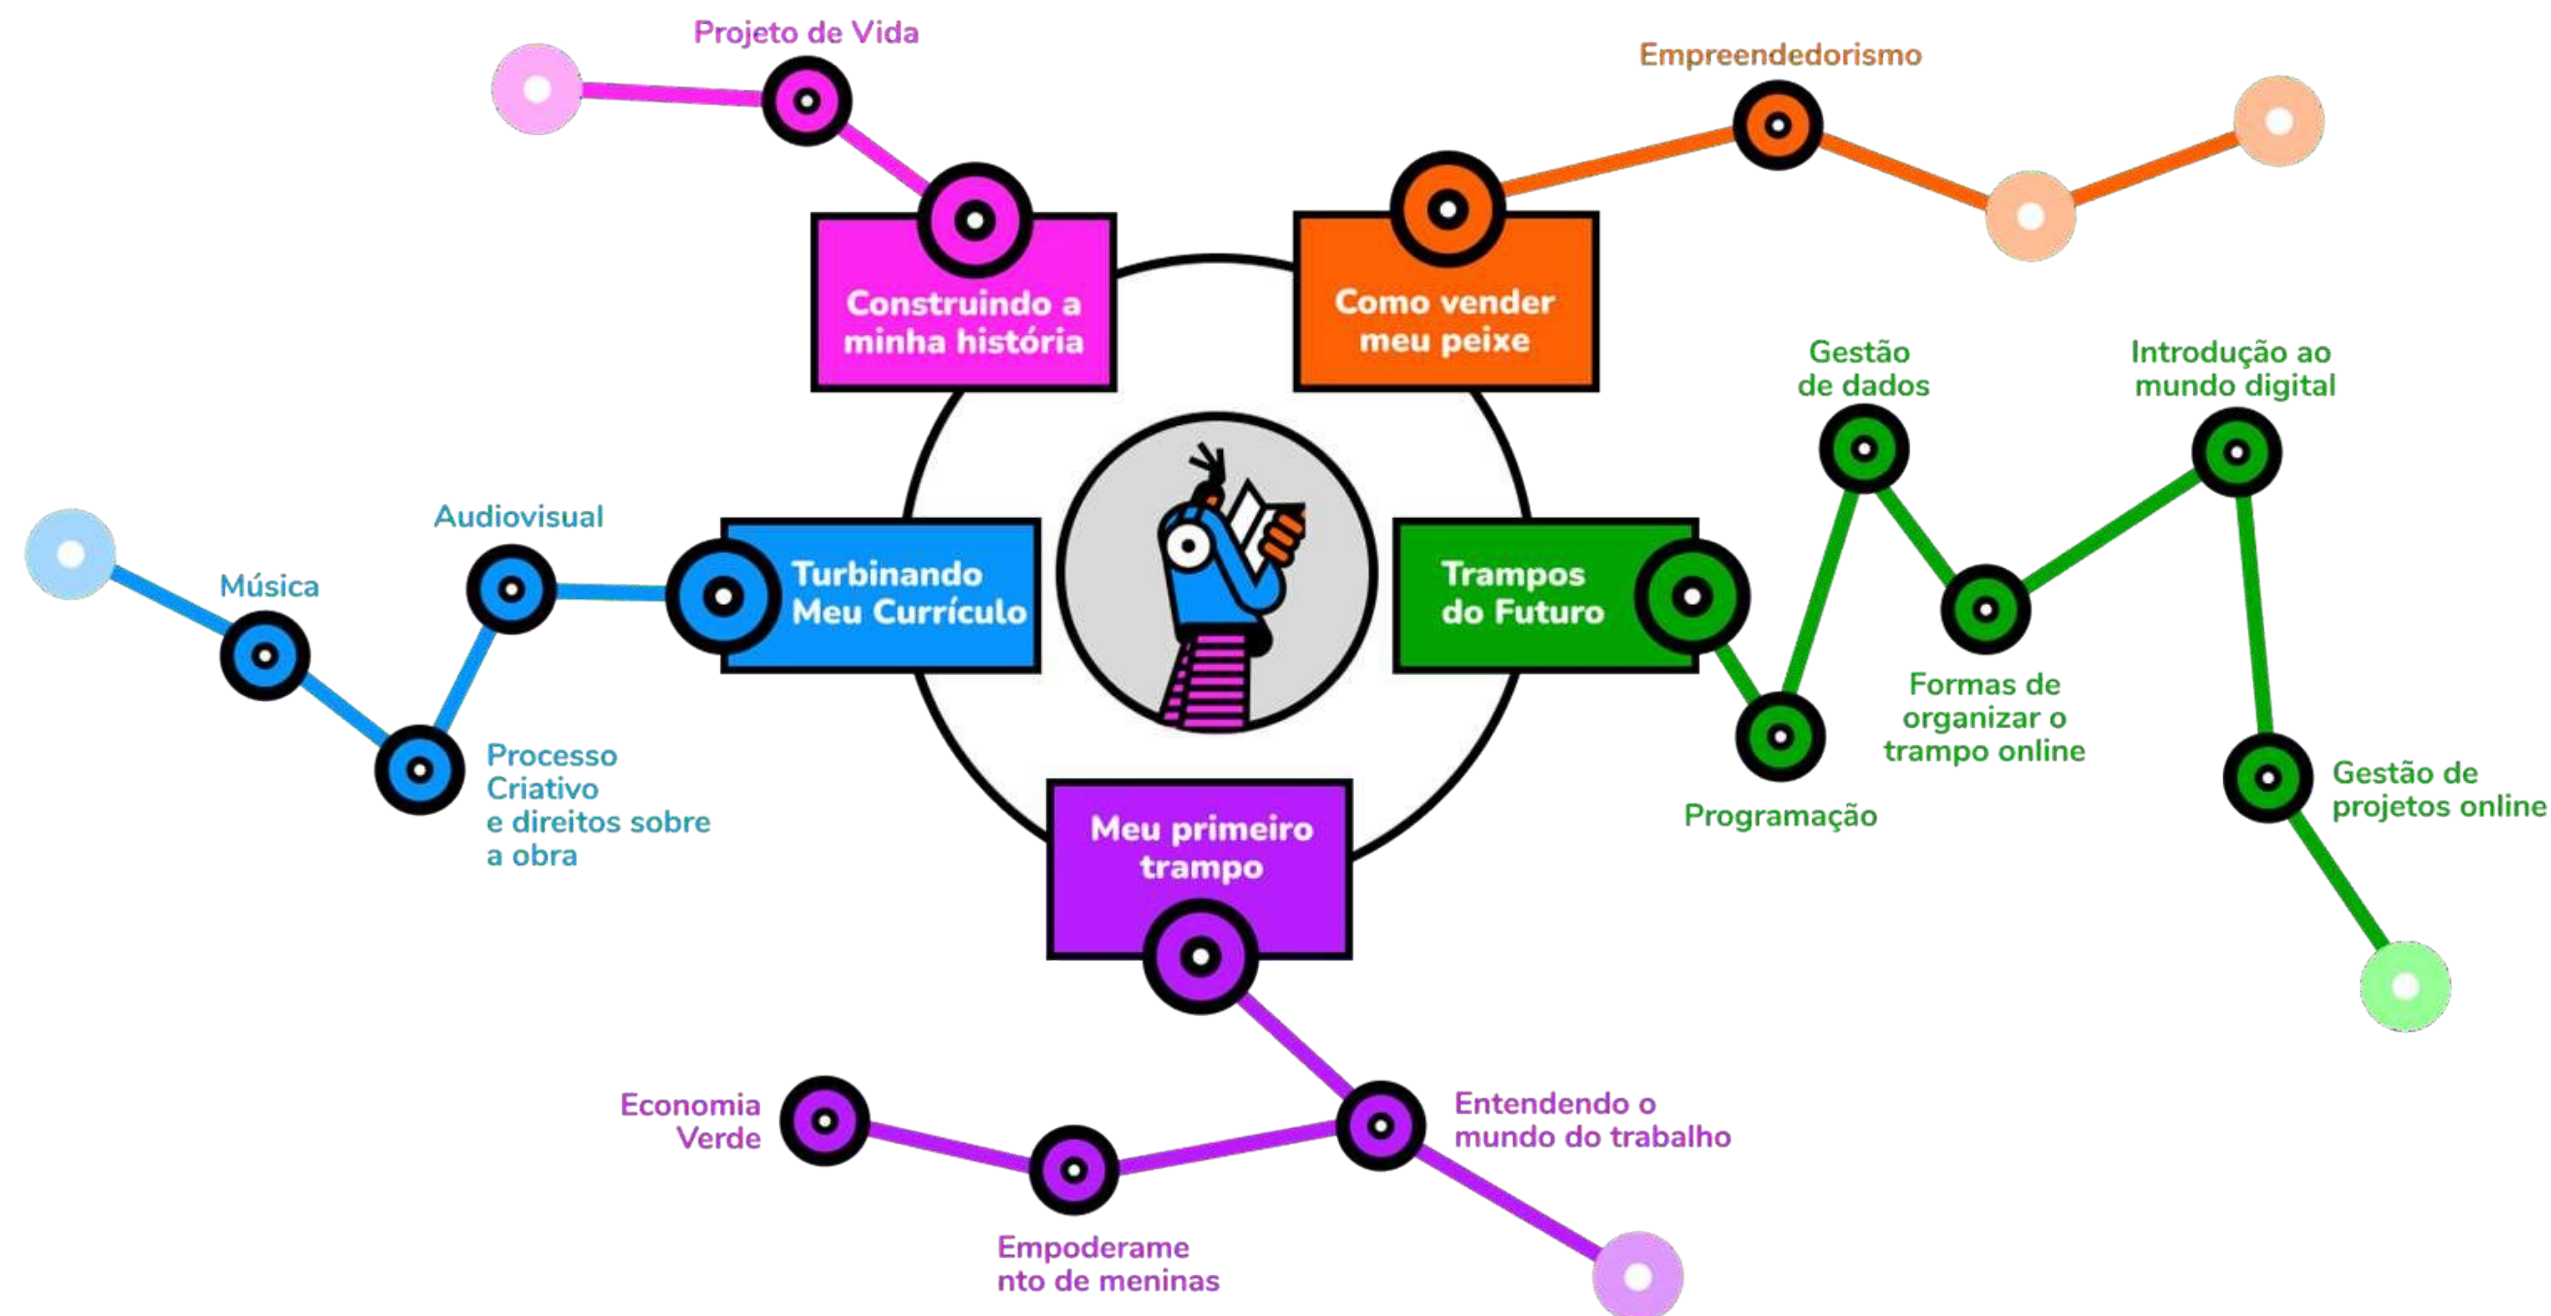 Projeto de Vida
Empreendedorismo
Construindo a
minha história
Como vender
meu peixe
Gestão
de dados
Introdução ao
mundo digital
Audiovisual
Música
Turbinando
Meu Currículo
Trampos
do Futuro
Processo
Criativo
e direitos sobre
a obra
Formas de
organizar o
trampo online
Programação
Gestão de
projetos online
Meu primeiro
trampo
Economia
Verde
Entendendo o
mundo do trabalho
Empoderame
nto de meninas